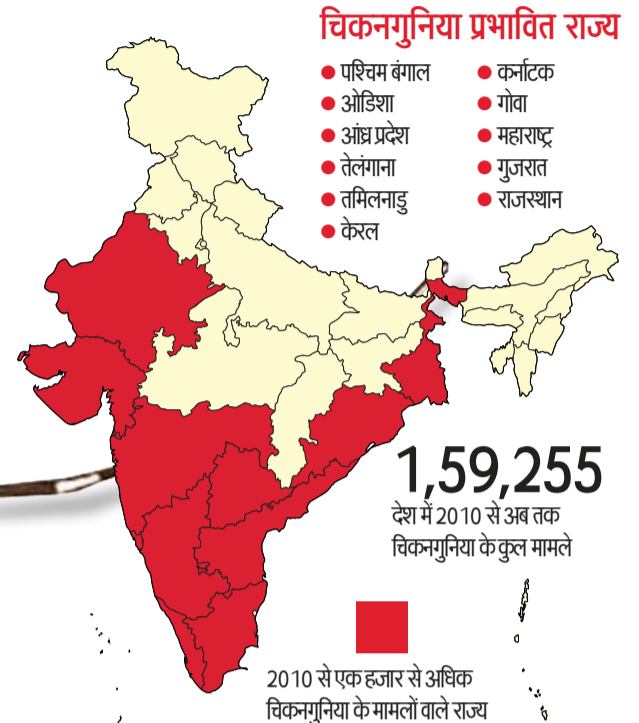 चिकनगुनिया प्रभावित राज्य
● पश्चिम बंगाल
● ओडिशा
● आंध्र प्रदेश
● तेलंगाना
● तमिलनाडु
● केरल
● कर्नाटक
● गोवा
● महाराष्ट्र
● गुजरात
● राजस्थान
1,59,255
देश में 2010 से अब तक
चिकनगुनिया के कुल मामले
2010 से एक हजार से अधिक
चिकनगुनिया के मामलों वाले राज्य